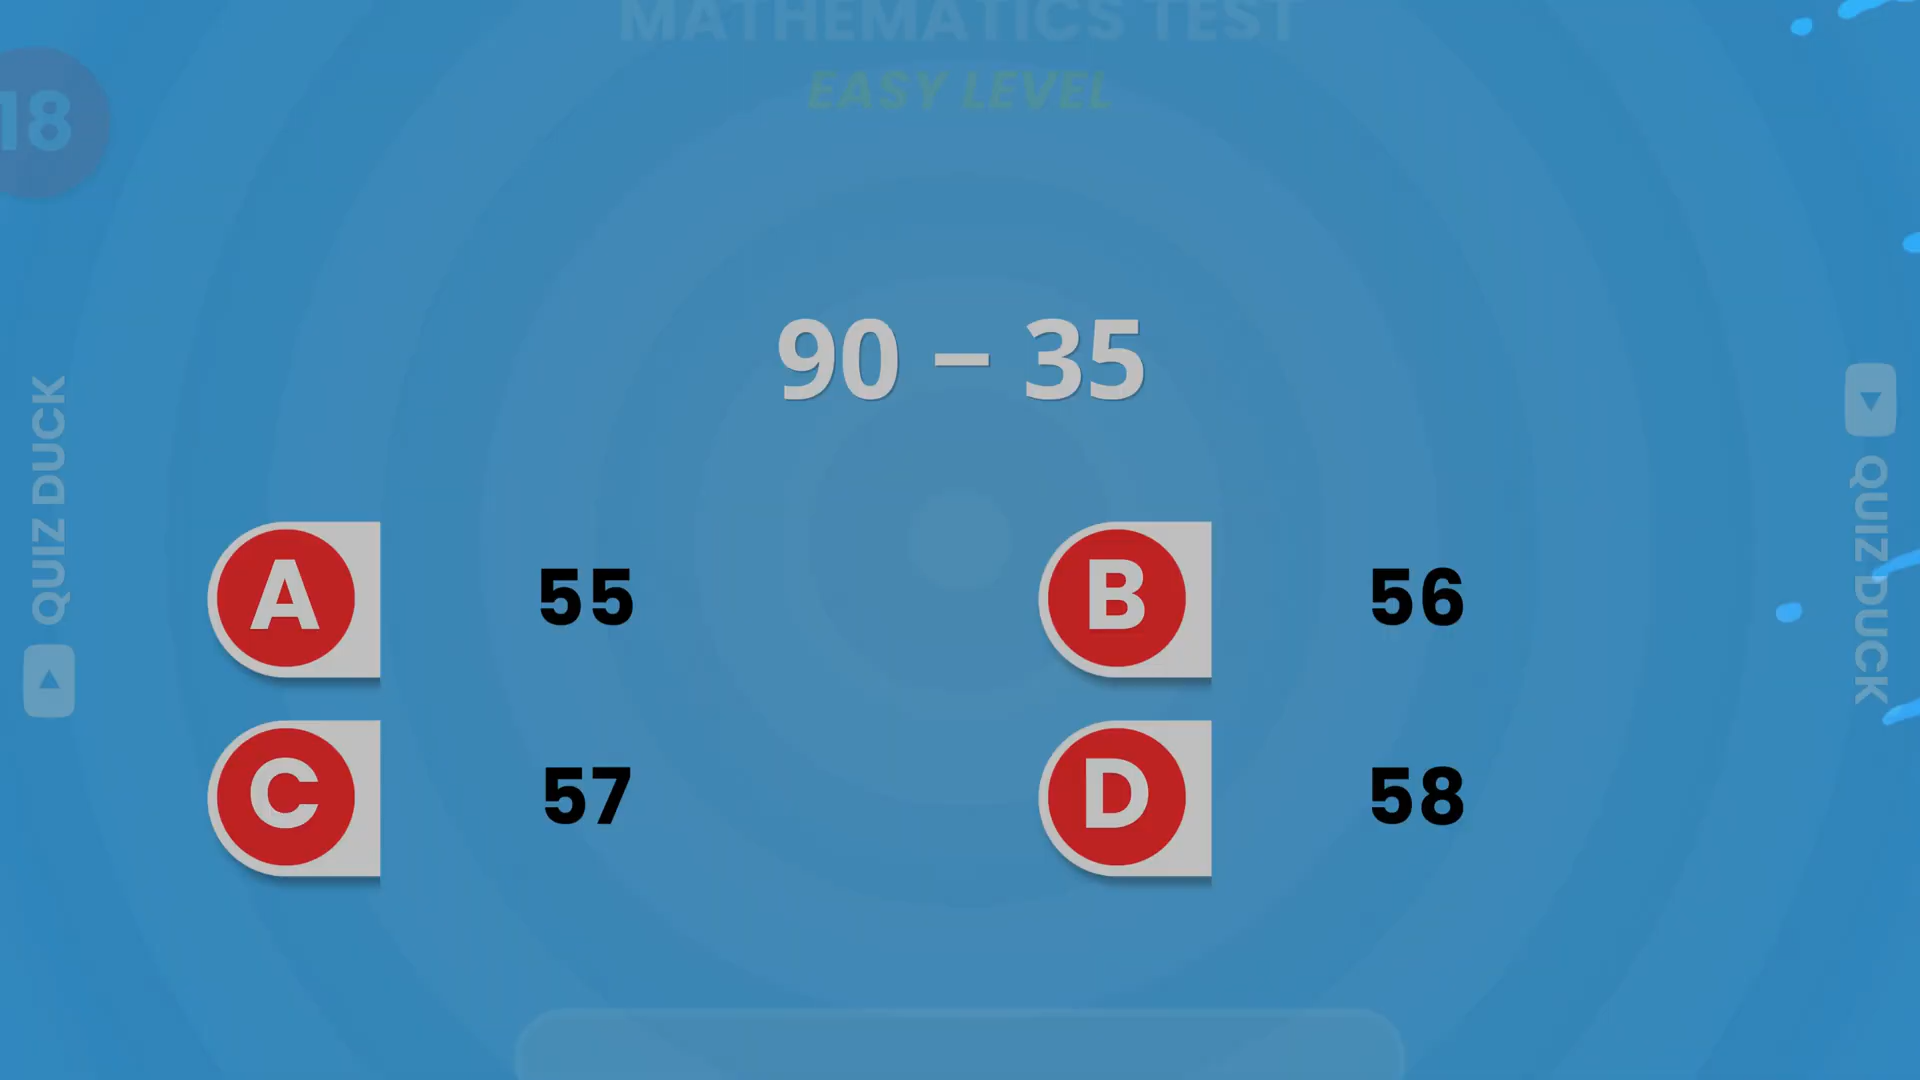 MATHEMATICS TEST
EASY LEVEL
18
90 – 35
A 55
B 56
C 57
D 58
QUIZ DUCK
QUIZ DUCK